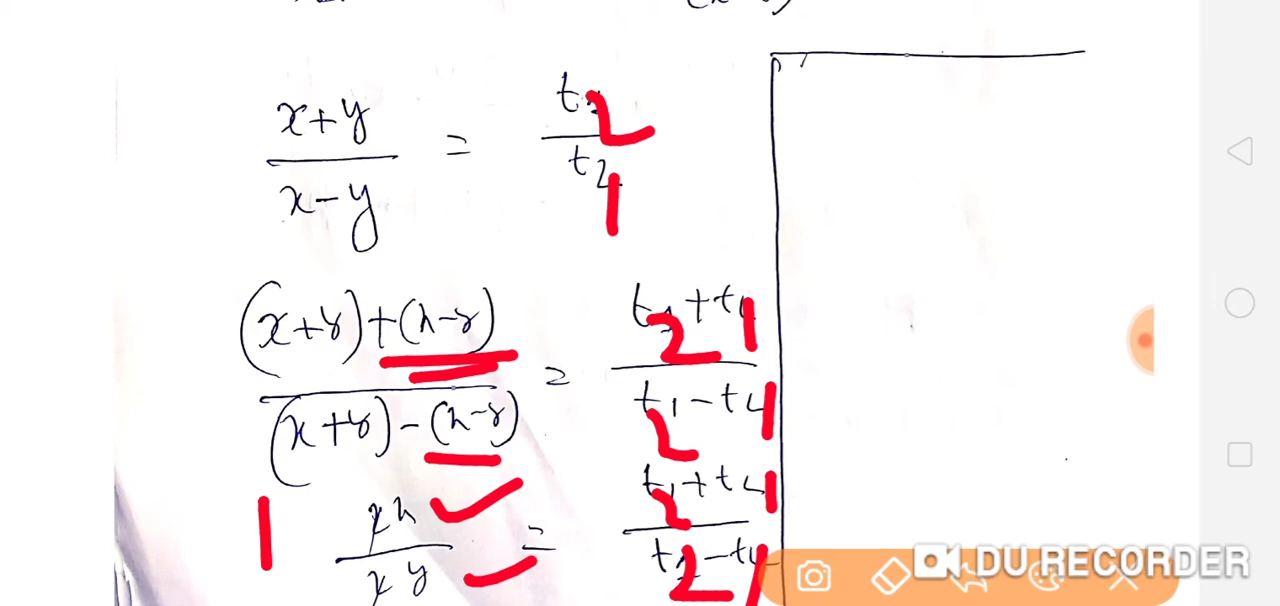 x+y / x-y = t2 / t1
(x+y)+(x-y) / (x+y)-(x-y) = t2+t1 / t2-t1
2x / 2y = t2+t1 / t2-t1
DU RECORDER